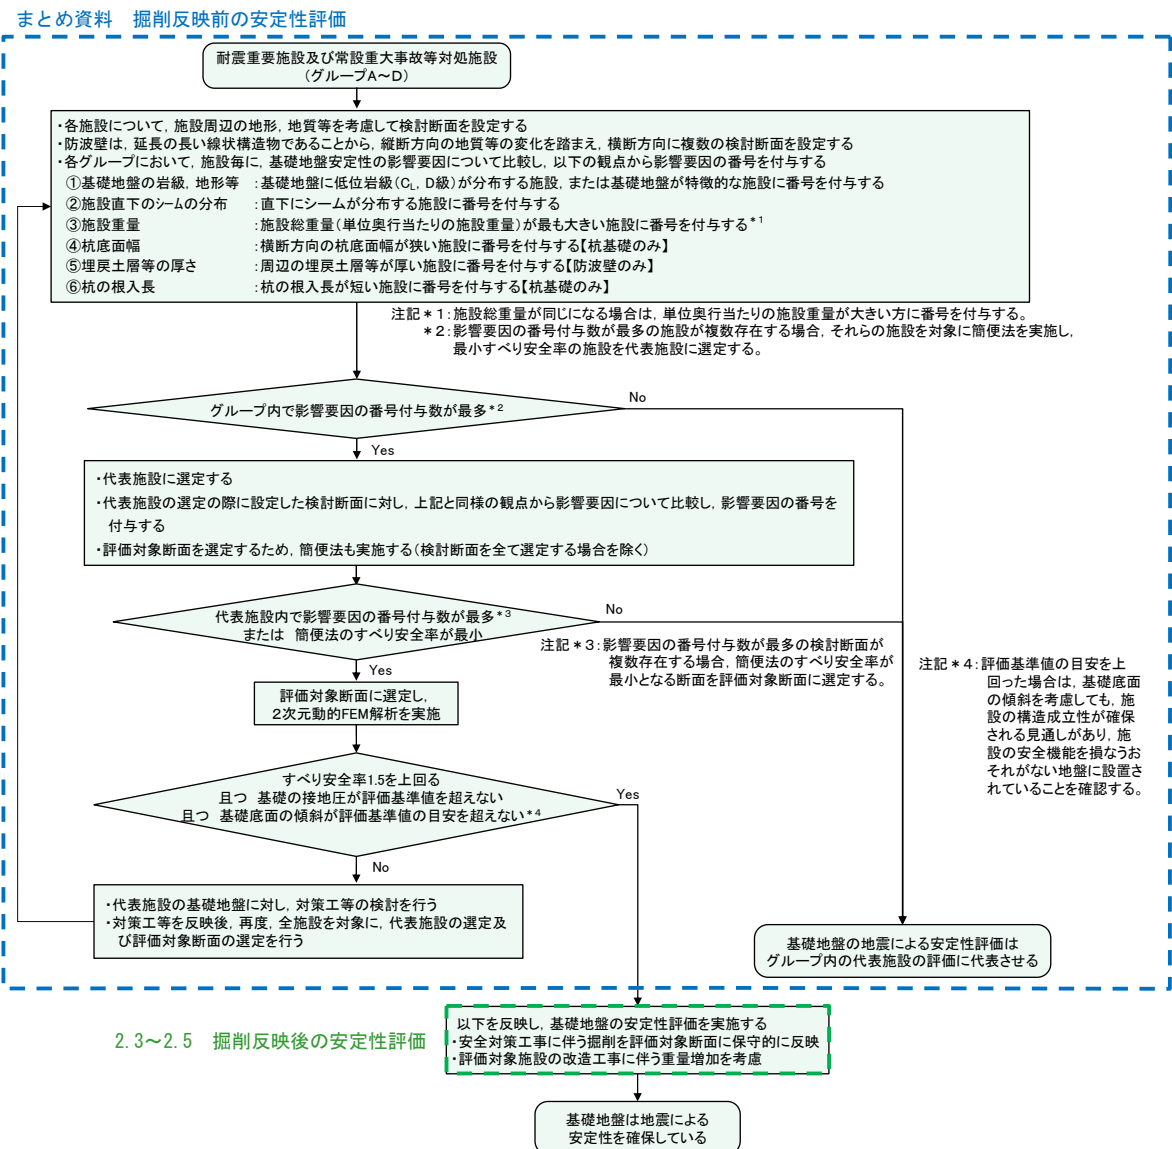 まとめ資料　掘削反映前の安定性評価
耐震重要施設及び常設重大事故等対処施設
(グループA～D)
・各施設について，施設周辺の地形，地質等を考慮して検討断面を設定する
・防波壁は，延長の長い線状構造物であることから，縦断方向の地質等の変化を踏まえ，横断方向に複数の検討断面を設定する
・各グループにおいて，施設毎に，基礎地盤安定性の影響要因について比較し，以下の観点から影響要因の番号を付与する
①基礎地盤の岩級，地形等　：基礎地盤に低位岩級(CL，D級)が分布する施設，または基礎地盤が特徴的な施設に番号を付与する
②施設直下のシームの分布　：直下にシームが分布する施設に番号を付与する
③施設重量　：施設総重量(単位奥行当たりの施設重量)が最も大きい施設に番号を付与する*1
④杭底面幅　：横断方向の杭底面幅が狭い施設に番号を付与する【杭基礎のみ】
⑤埋戻土層等の厚さ　：周辺の埋戻土層等が厚い施設に番号を付与する【防波壁のみ】
⑥杭の根入長　：杭の根入長が短い施設に番号を付与する【杭基礎のみ】
注記＊1：施設総重量が同じになる場合は，単位奥行当たりの施設重量が大きい方に番号を付与する。
＊2：影響要因の番号付与数が最多の施設が複数存在する場合，それらの施設を対象に簡便法を実施し，
最小すべり安全率の施設を代表施設に選定する。
グループ内で影響要因の番号付与数が最多*2
No
Yes
・代表施設に選定する
・代表施設の選定の際に設定した検討断面に対し，上記と同様の観点から影響要因について比較し，影響要因の番号を
付与する
・評価対象断面を選定するため，簡便法も実施する(検討断面を全て選定する場合を除く)
代表施設内で影響要因の番号付与数が最多*3
または　簡便法のすべり安全率が最小
No
Yes
注記＊3：影響要因の番号付与数が最多の検討断面が
複数存在する場合，簡便法のすべり安全率が
最小となる断面を評価対象断面に選定する。
注記＊4：評価基準値の目安を上
回った場合は，基礎底面
の傾斜を考慮しても，施
設の構造成立性が確保
される見通しがあり，施
設の安全機能を損なうお
それがない地盤に設置さ
れていることを確認する。
評価対象断面に選定し，
2次元動的FEM解析を実施
すべり安全率1.5を上回る
且つ　基礎の接地圧が評価基準値を超えない
且つ　基礎底面の傾斜が評価基準値の目安を超えない*4
Yes
No
・代表施設の基礎地盤に対し，対策工等の検討を行う
・対策工等を反映後，再度，全施設を対象に，代表施設の選定及
び評価対象断面の選定を行う
基礎地盤の地震による安定性評価は
グループ内の代表施設の評価に代表させる
2.3～2.5　掘削反映後の安定性評価
以下を反映し，基礎地盤の安定性評価を実施する
・安全対策工事に伴う掘削を評価対象断面に保守的に反映
・評価対象施設の改造工事に伴う重量増加を考慮
基礎地盤は地震による
安定性を確保している